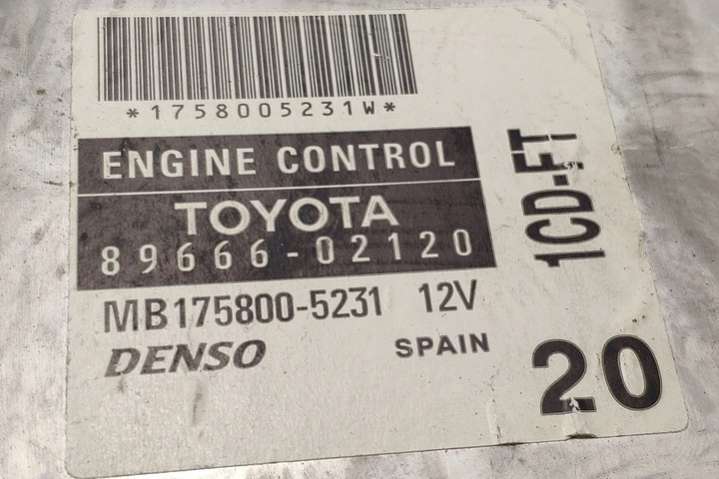 *1758005231W*
ENGINE CONTROL
TOYOTA
89666-02120
MB175800-5231 12V
DENSO SPAIN
1CD-FT
20